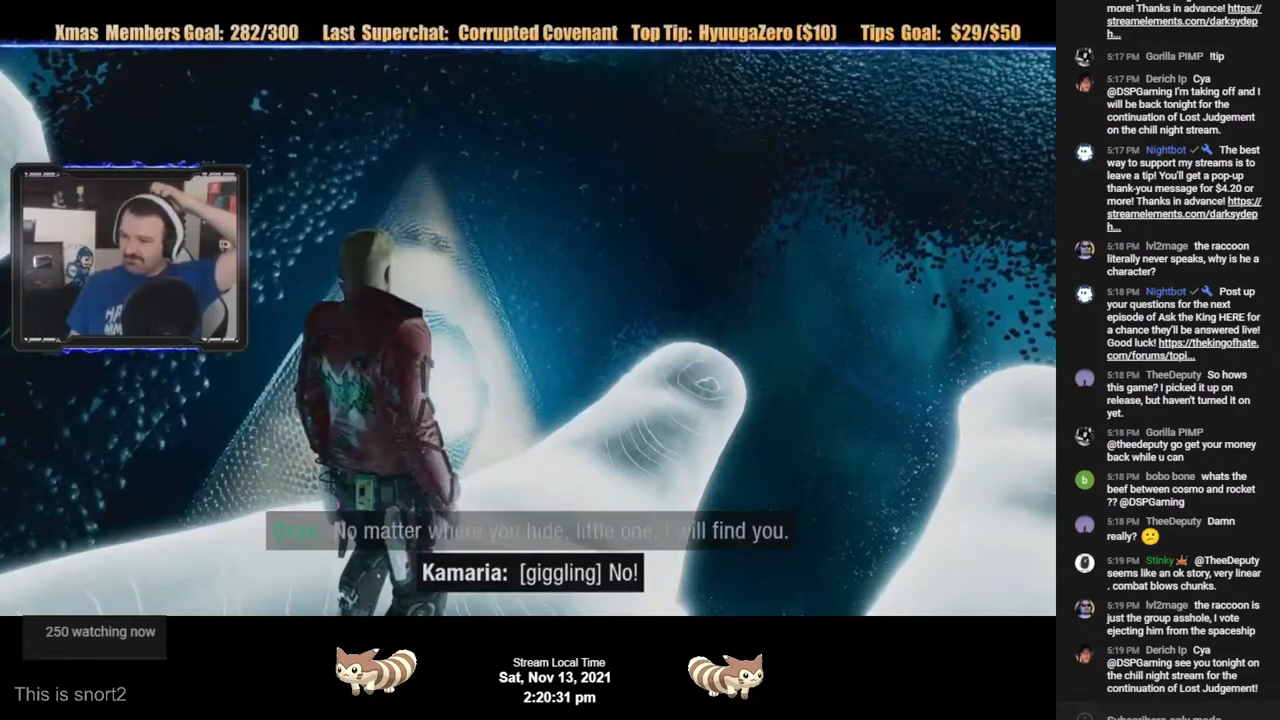 Xmas Members Goal: 282/300 Last Superchat: Corrupted Covenant Top Tip: HyuugaZero ($10) Tips Goal: $29/$50
No matter where you hide, little one. I will find you.
Kamaria: [giggling] No!
250 watching now
This is snort2
Stream Local Time
Sat, Nov 13, 2021
2:20:31 pm
more! Thanks in advance! https://
streamelements.com/darksydep
h...
5:17 PM Gorilla PIMP !tip
5:17 PM Derich Ip Cya
@DSPGaming I'm taking off and I
will be back tonight for the
continuation of Lost Judgement
on the chill night stream.
5:17 PM Nightbot The best
way to support my streams is to
leave a tip! You'll get a pop-up
thank-you message for $4.20 or
more! Thanks in advance! https://
streamelements.com/darksydep
h...
5:18 PM lvl2mage the raccoon
literally never speaks, why is he a
character?
5:18 PM Nightbot Post up
your questions for the next
episode of Ask the King HERE for
a chance they'll be answered live!
Good luck! https://thekingofhate.
com/forums/topi...
5:18 PM TheeDeputy So hows
this game? I picked it up on
release, but haven't turned it on
yet.
5:18 PM Gorilla PIMP
@theedeputy go get your money
back while u can
5:18 PM bobo bone whats the
beef between cosmo and rocket
?? @DSPGaming
5:18 PM TheeDeputy Damn
really?
5:19 PM Stinky @TheeDeputy
seems like an ok story, very linear
. combat blows chunks.
5:19 PM lvl2mage the raccoon is
just the group asshole, I vote
ejecting him from the spaceship
5:19 PM Derich Ip Cya
@DSPGaming see you tonight on
the chill night stream for the
continuation of Lost Judgement!